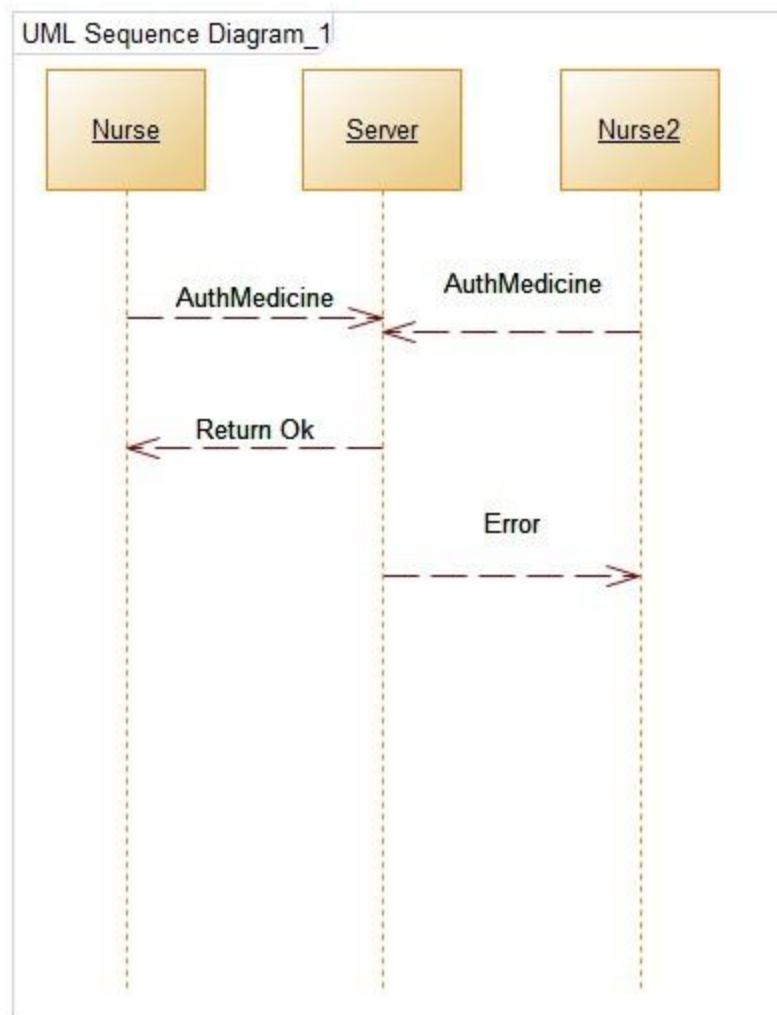 UML Sequence Diagram_1
Nurse
Server
Nurse2
AuthMedicine
AuthMedicine
Return Ok
Error